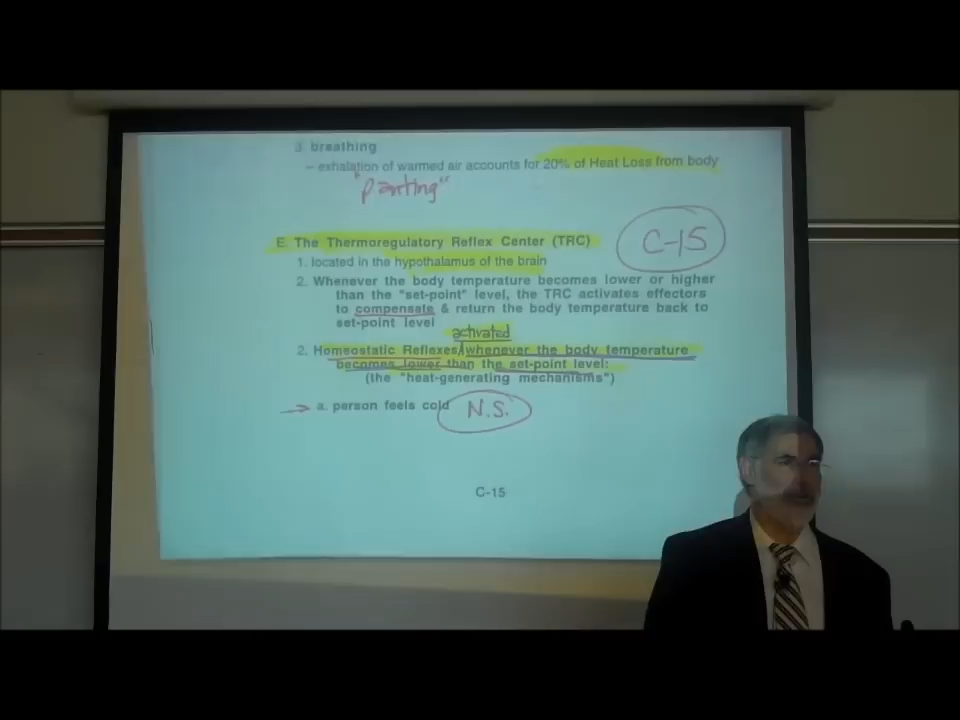 3. breathing
– exhalation of warmed air accounts for 20% of Heat Loss from body
"Panting"
E. The Thermoregulatory Reflex Center (TRC)
C-15
1. located in the hypothalamus of the brain
2. Whenever the body temperature becomes lower or higher
than the "set-point" level, the TRC activates effectors
to compensate & return the body temperature back to
set-point level
activated
2. Homeostatic Reflexes whenever the body temperature
becomes lower than the set-point level:
(the "heat-generating mechanisms")
→ a. person feels cold N.S.
C-15